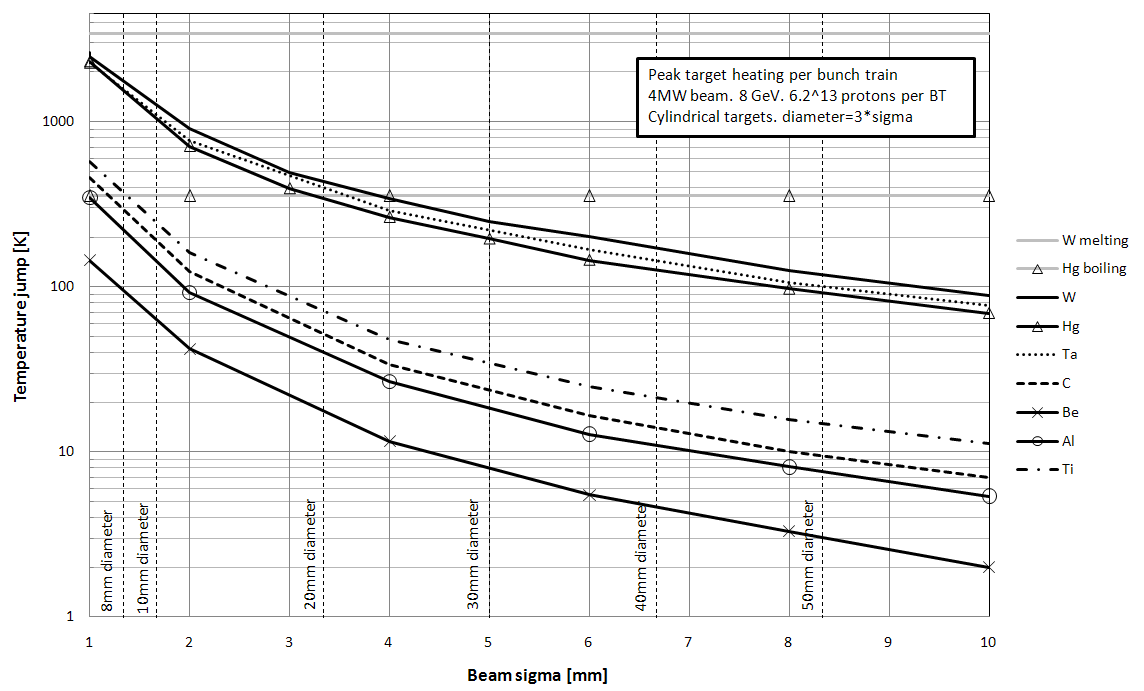 Peak target heating per bunch train
4MW beam. 8 GeV. 6.2^13 protons per BT
Cylindrical targets. diameter=3*sigma
1000
100
10
1
Temperature jump [K]
8mm diameter
10mm diameter
20mm diameter
30mm diameter
40mm diameter
50mm diameter
1 2 3 4 5 6 7 8 9 10
Beam sigma [mm]
W melting
Hg boiling
W
Hg
Ta
C
Be
Al
Ti